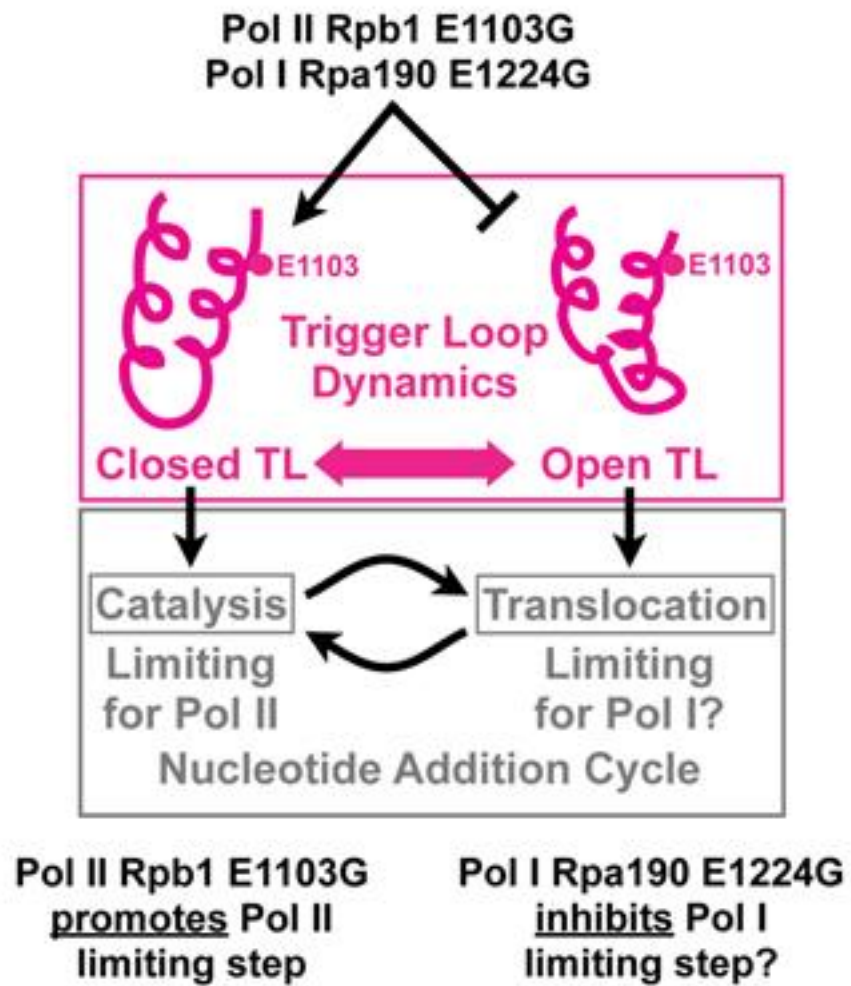 Pol II Rpb1 E1103G
Pol I Rpa190 E1224G
E1103
E1103
Trigger Loop
Dynamics
Closed TL
Open TL
Catalysis
Translocation
Limiting
for Pol II
Limiting
for Pol I?
Nucleotide Addition Cycle
Pol II Rpb1 E1103G
promotes Pol II
limiting step
Pol I Rpa190 E1224G
inhibits Pol I
limiting step?